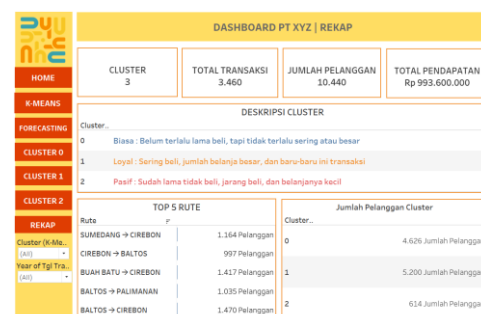 DASHBOARD PT XYZ | REKAP
HOME
K-MEANS
FORECASTING
CLUSTER 0
CLUSTER 1
CLUSTER 2
REKAP
Cluster (K-Me..
(All)
Year of Tgl Tra..
(All)
CLUSTER
3
TOTAL TRANSAKSI
3.460
JUMLAH PELANGGAN
10.440
TOTAL PENDAPATAN
Rp 993.600.000
DESKRIPSI CLUSTER
Cluster..
0 Biasa : Belum terlalu lama beli, tapi tidak terlalu sering atau besar
1 Loyal : Sering beli, jumlah belanja besar, dan baru-baru ini transaksi
2 Pasif : Sudah lama tidak beli, jarang beli, dan belanjanya kecil
TOP 5 RUTE
Rute
SUMEDANG → CIREBON 1.164 Pelanggan
CIREBON → BALTOS 997 Pelanggan
BUAH BATU → CIREBON 1.417 Pelanggan
BALTOS → PALIMANAN 1.035 Pelanggan
BALTOS → CIREBON 1.470 Pelanggan
Jumlah Pelanggan Cluster
Cluster..
0 4.626 Jumlah Pelangga
1 5.200 Jumlah Pelangga
2 614 Jumlah Pelangga